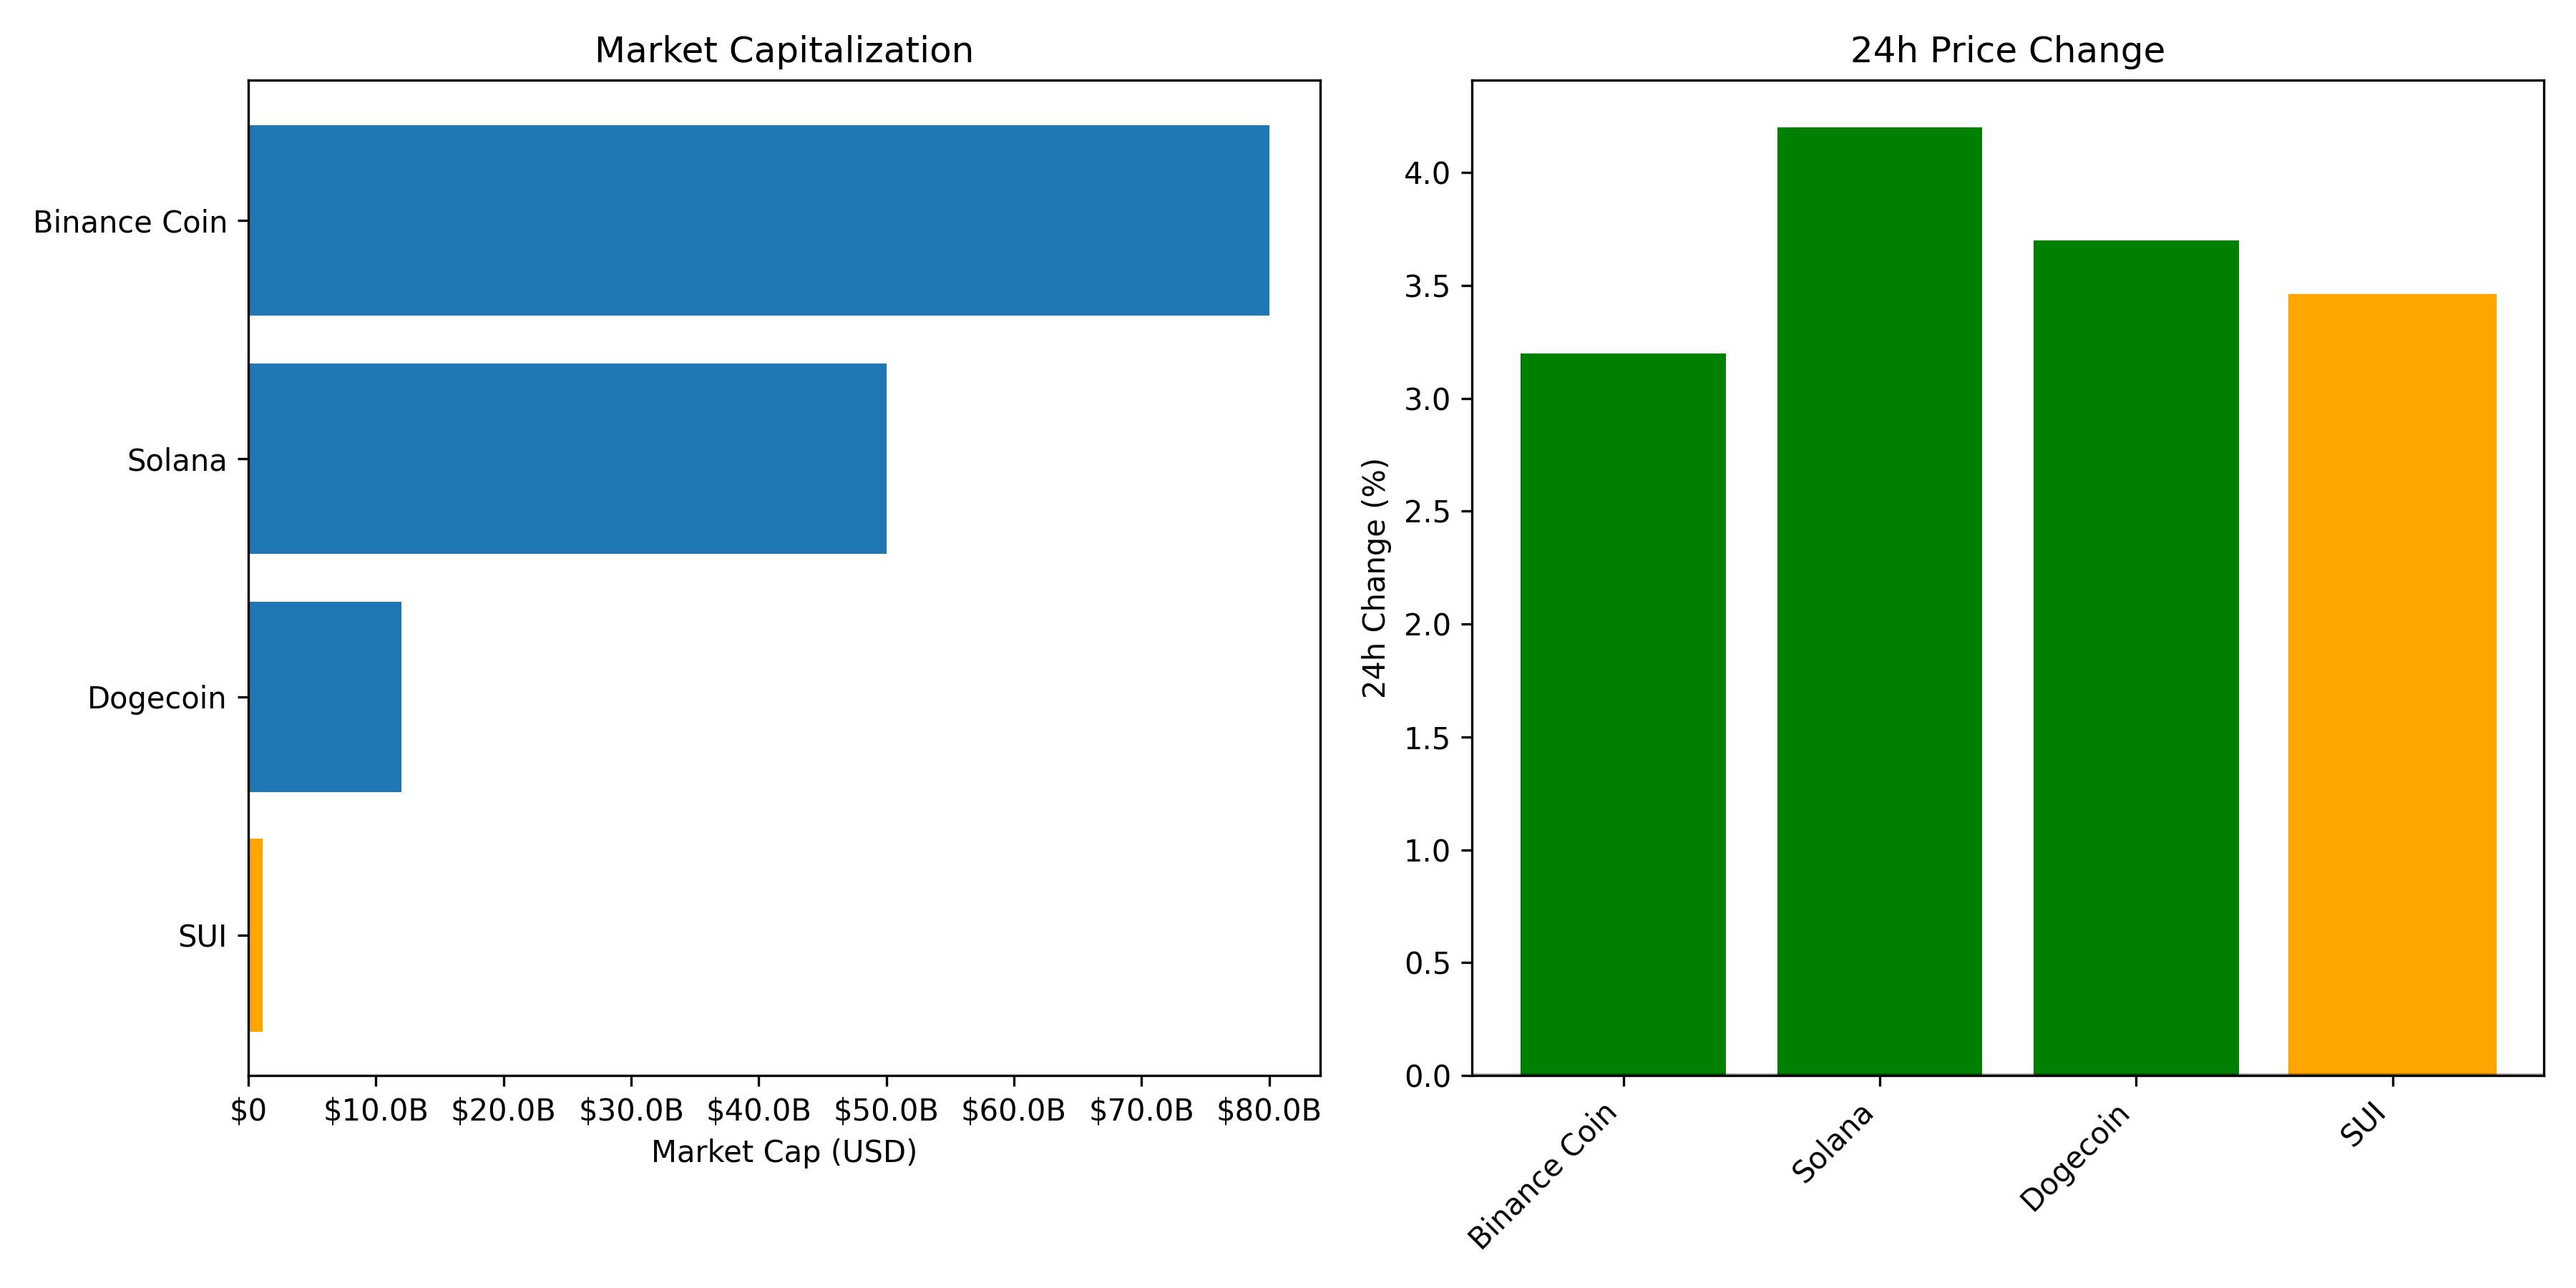 Market Capitalization
Binance Coin
Solana
Dogecoin
SUI
$0 $10.0B $20.0B $30.0B $40.0B $50.0B $60.0B $70.0B $80.0B
Market Cap (USD)
24h Price Change
24h Change (%)
4.0
3.5
3.0
2.5
2.0
1.5
1.0
0.5
0.0
Binance Coin
Solana
Dogecoin
SUI